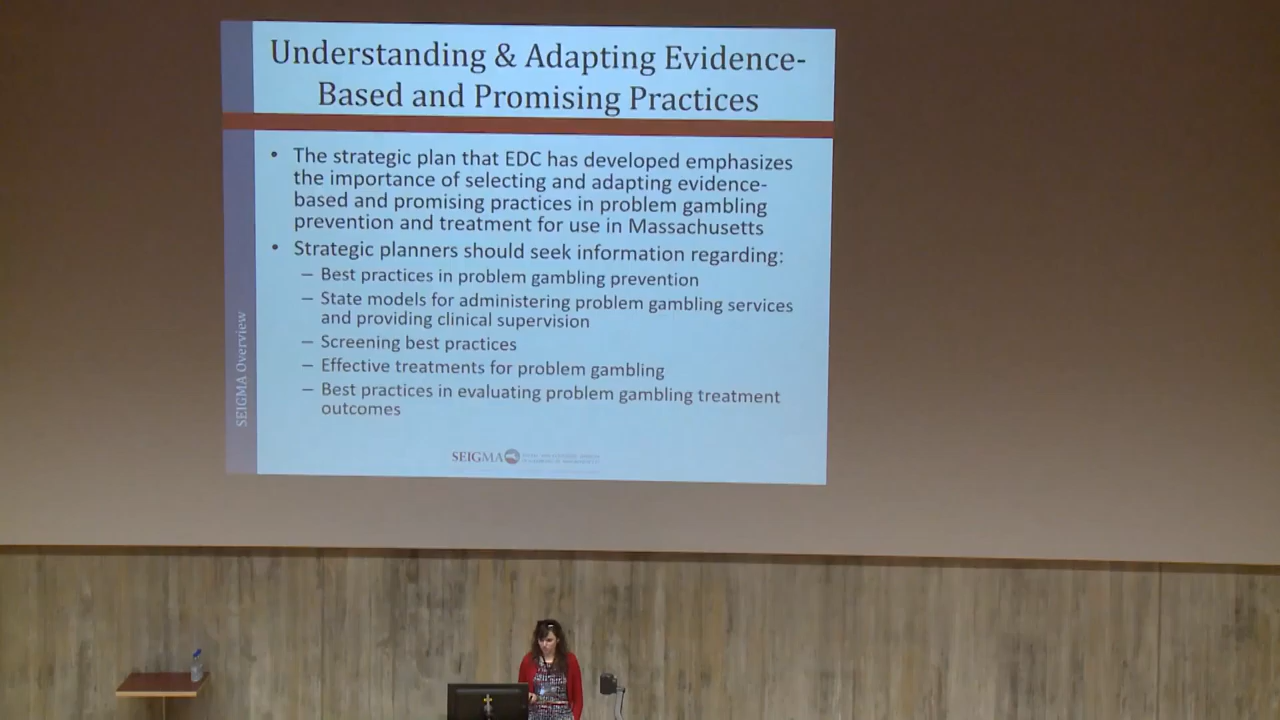 Understanding & Adapting Evidence-
Based and Promising Practices
• The strategic plan that EDC has developed emphasizes
the importance of selecting and adapting evidence-
based and promising practices in problem gambling
prevention and treatment for use in Massachusetts
• Strategic planners should seek information regarding:
– Best practices in problem gambling prevention
– State models for administering problem gambling services
and providing clinical supervision
– Screening best practices
– Effective treatments for problem gambling
– Best practices in evaluating problem gambling treatment
outcomes
SEIGMA Overview
SEIGMA